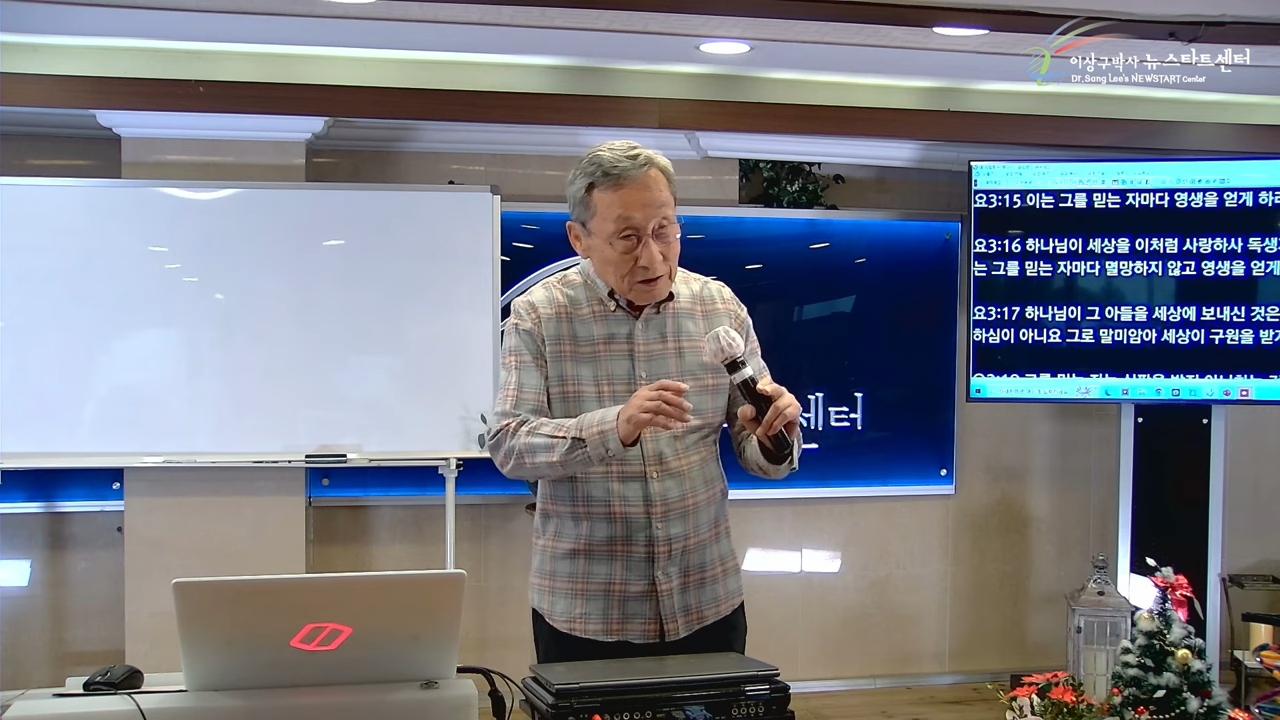 이상구박사 뉴스타트센터
Dr. Sang Lee's NEWSTART Center
요3:15 이는 그를 믿는 자마다 영생을 얻게 하려
요3:16 하나님이 세상을 이처럼 사랑하사 독생
는 그를 믿는 자마다 멸망하지 않고 영생을 얻게
요3:17 하나님이 그 아들을 세상에 보내신 것은
하심이 아니요 그로 말미암아 세상이 구원을 받
센터